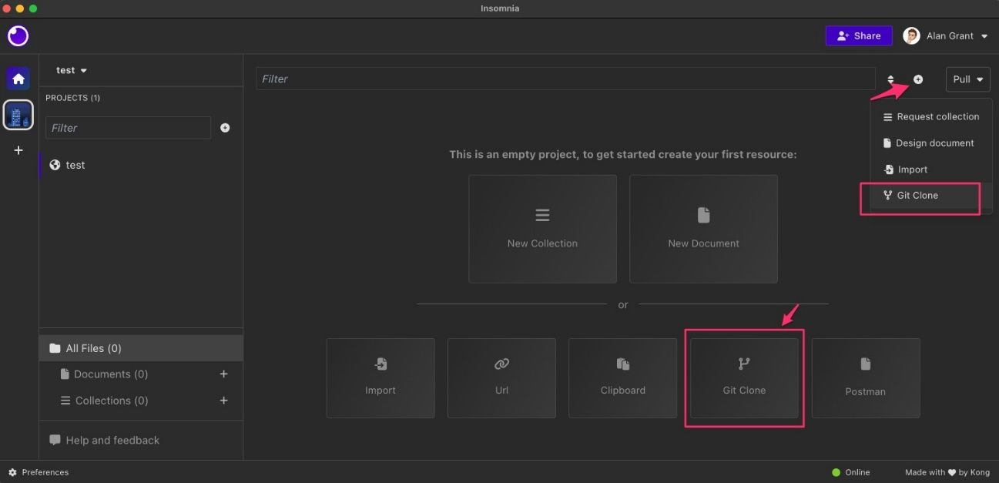 Insomnia
Share
Alan Grant
test
PROJECTS (1)
Filter
test
All Files (0)
Documents (0)
Collections (0)
Help and feedback
Filter
Pull
Request collection
Design document
Import
Git Clone
This is an empty project, to get started create your first resource:
New Collection
New Document
or
Import
Url
Clipboard
Git Clone
Postman
Preferences
Online
Made with ♥ by Kong